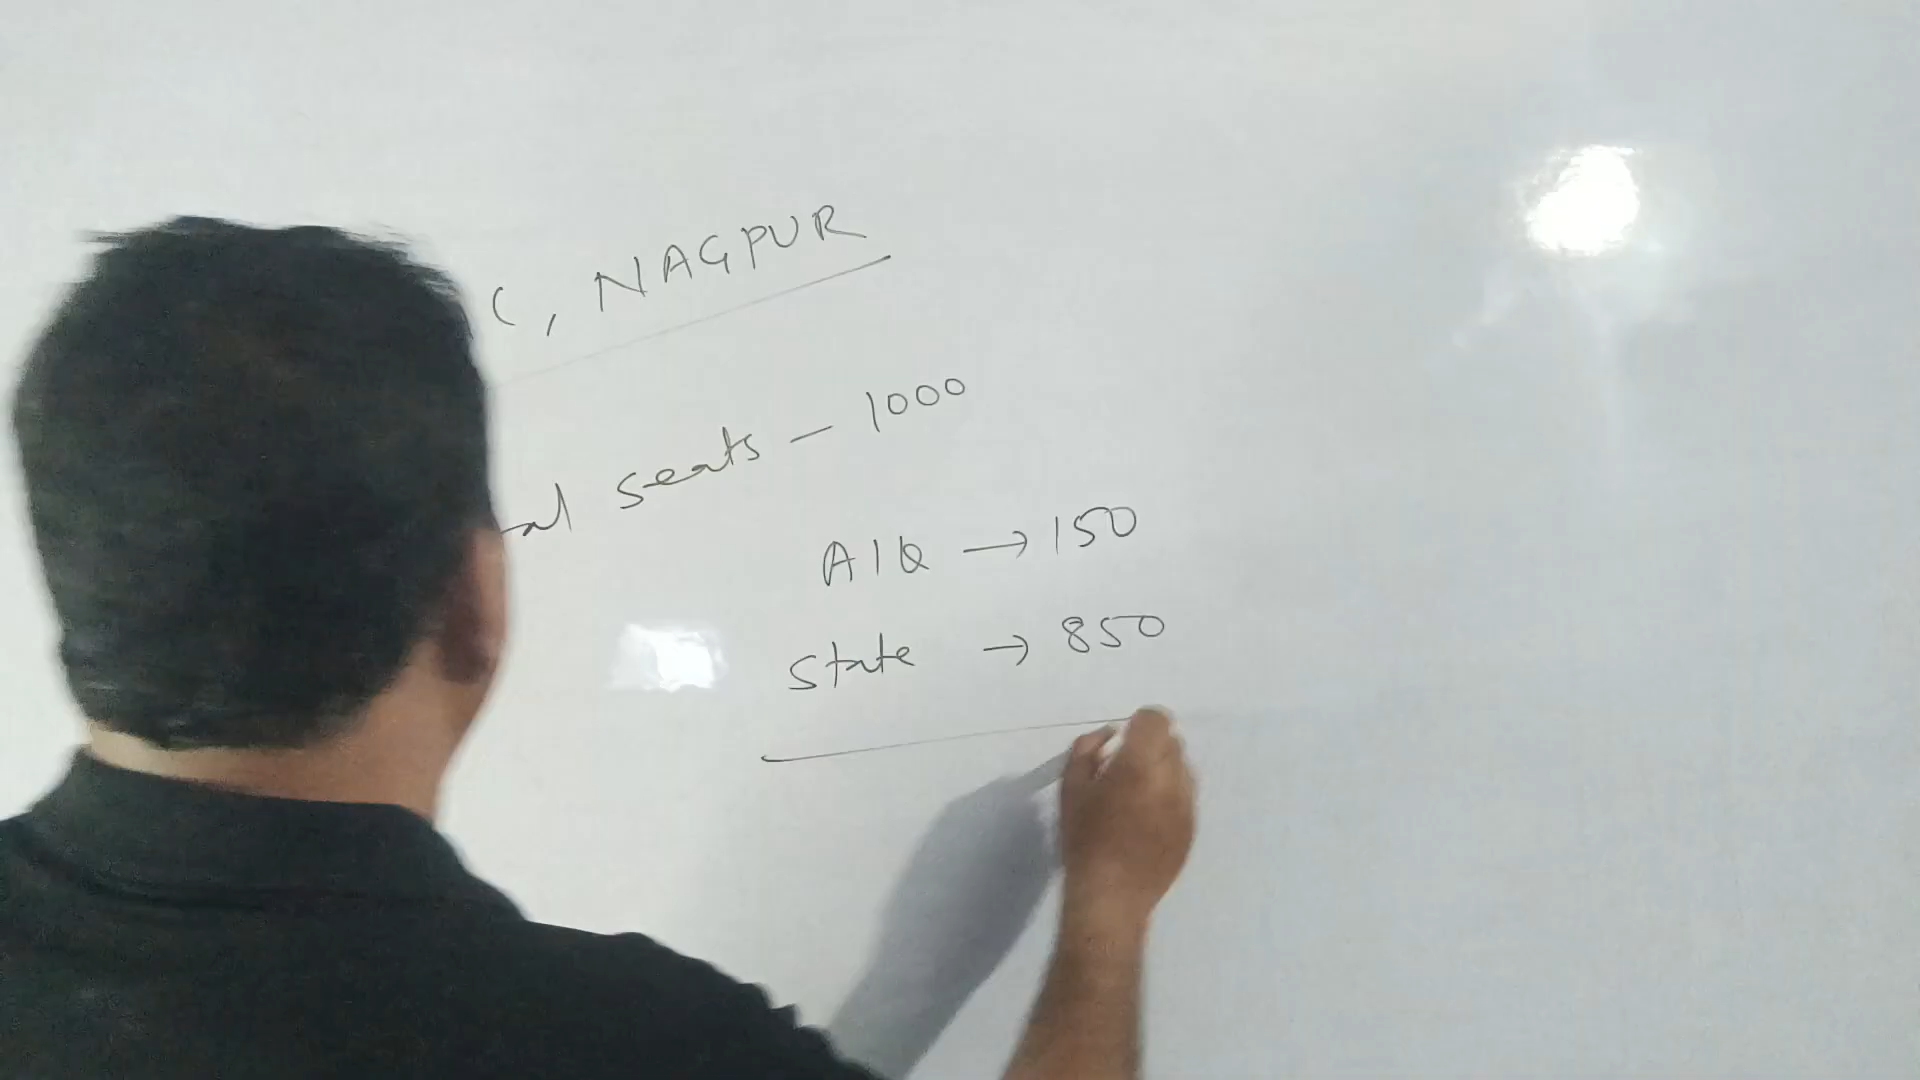 C, NAGPUR
al seats - 1000
AIQ → 150
State → 850